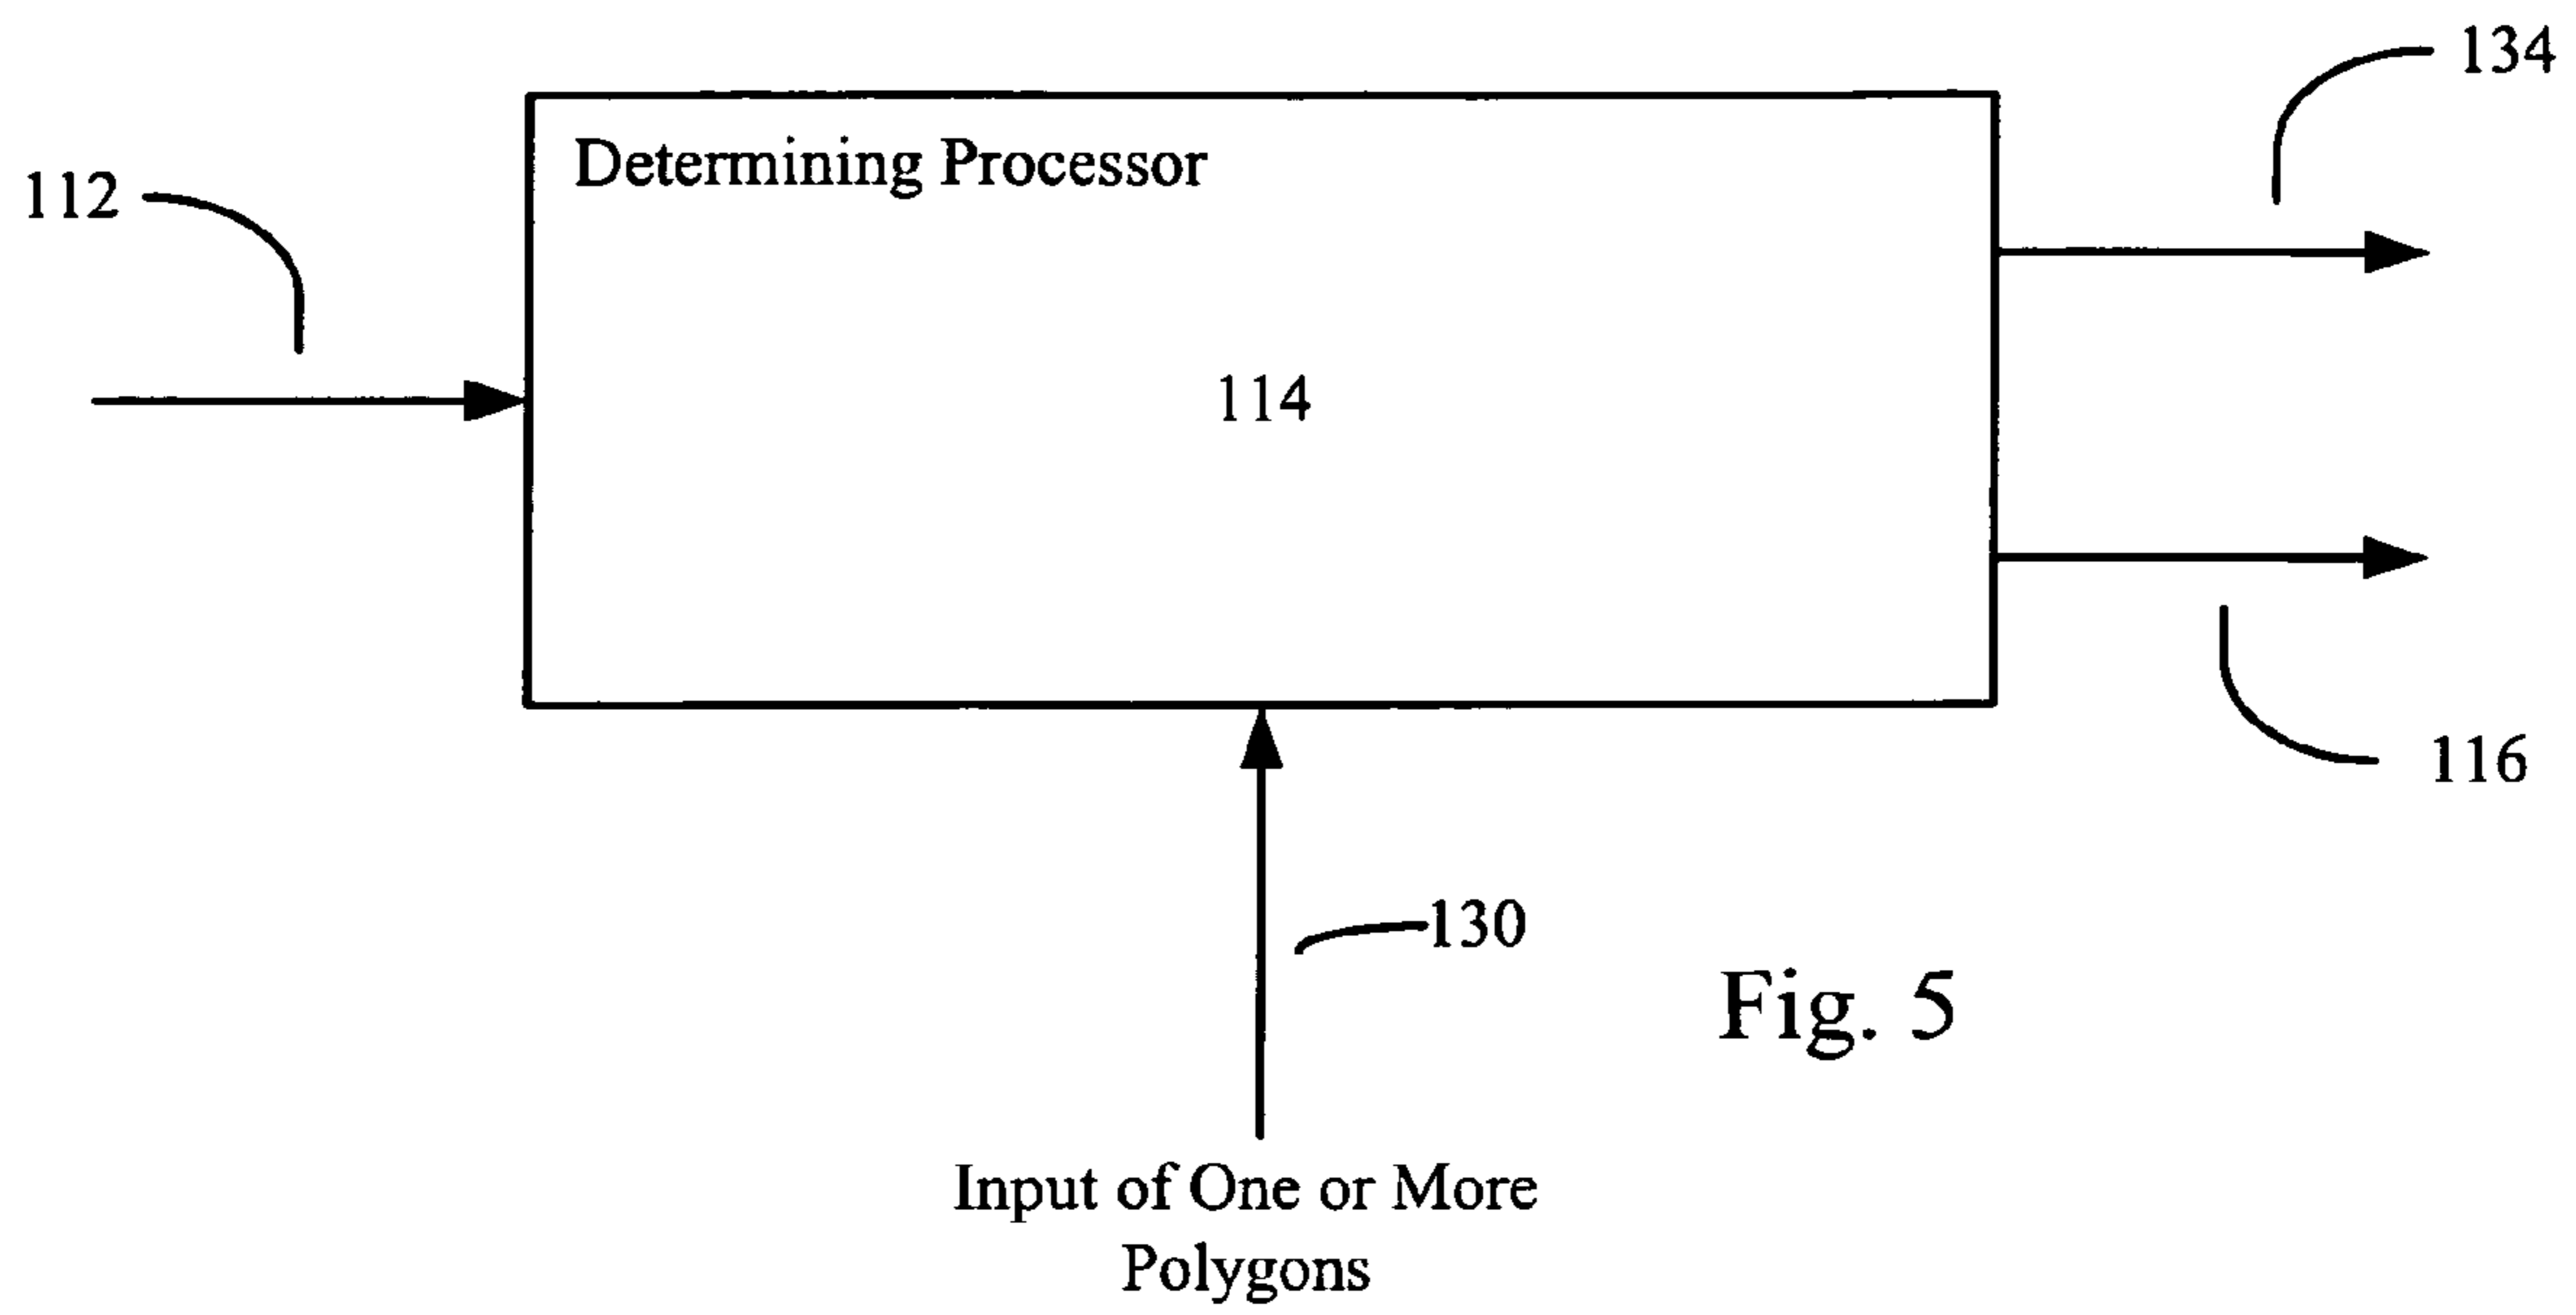 134
Determining Processor
112
114
116
130
Fig. 5
Input of One or More
Polygons